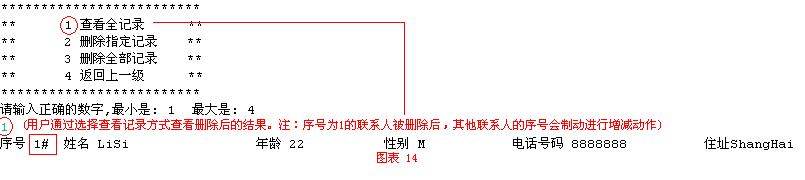 *************************
** 1 查看全记录 **
** 2 删除指定记录 **
** 3 删除全部记录 **
** 4 返回上一级 **
*************************
请输入正确的数字,最小是: 1 最大是: 4
1 (用户通过选择查看记录方式查看删除后的结果。注：序号为1的联系人被删除后，其他联系人的序号会制动进行增减动作)
序号 1# 姓名 LiSi 年龄 22 性别 M 电话号码 8888888 住址ShangHai
图表 14